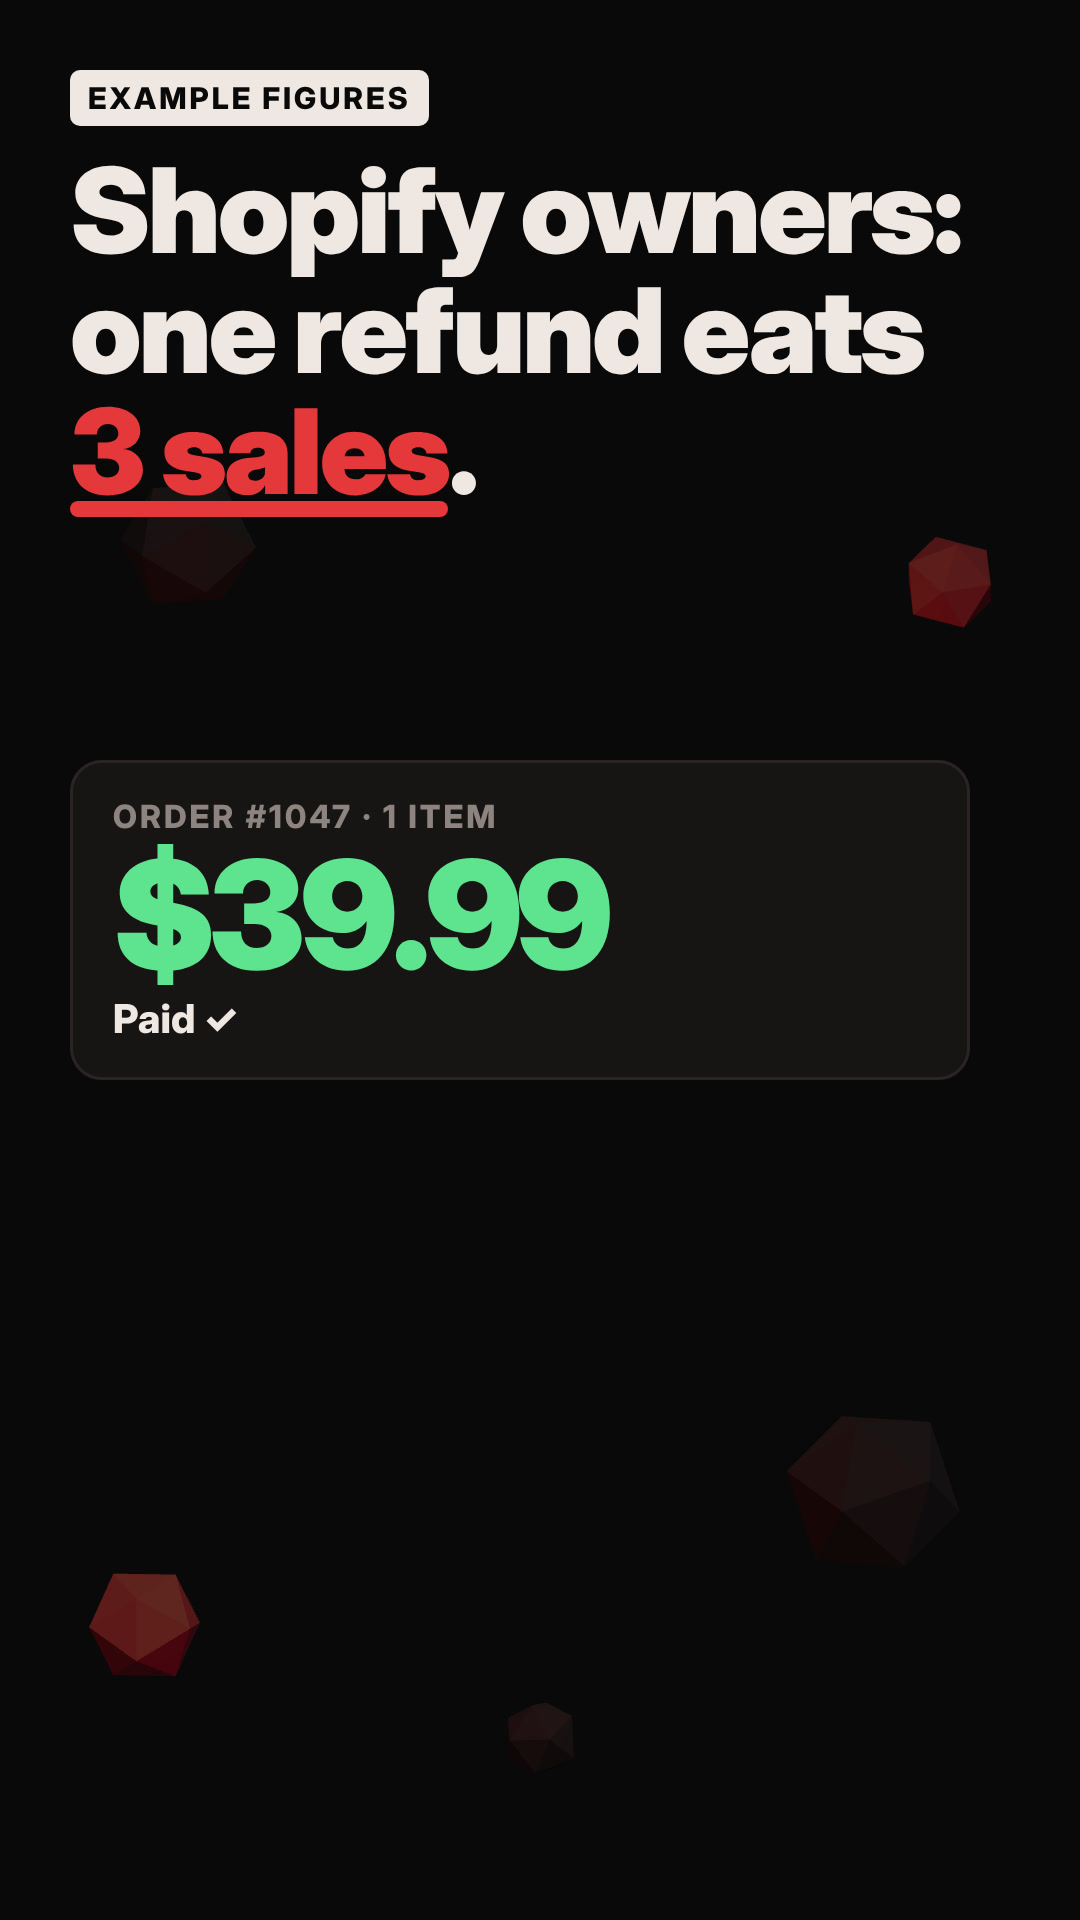 EXAMPLE FIGURES
Shopify owners:
one refund eats
3 sales.
ORDER #1047 · 1 ITEM
$39.99
Paid ✓